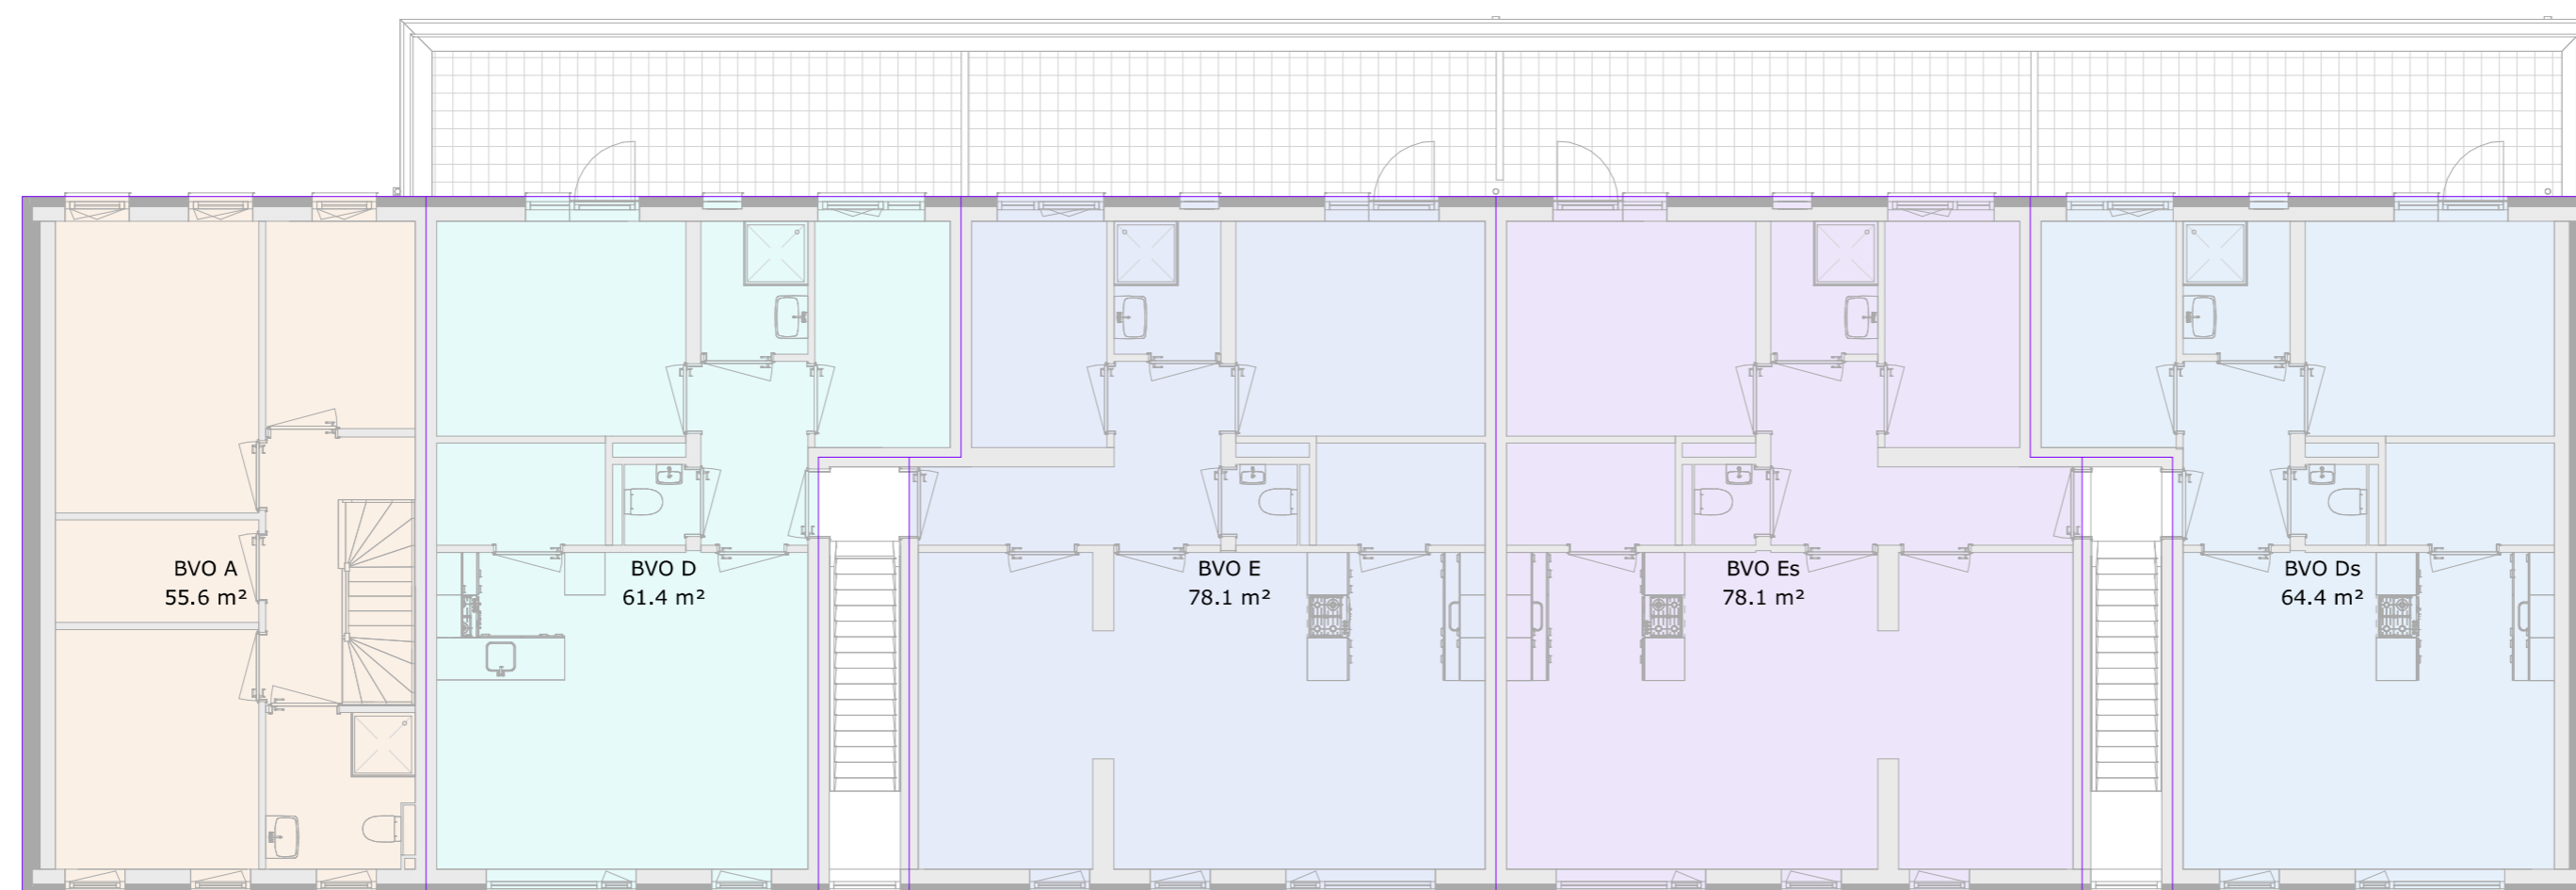 BVO A
55.6 m²
BVO D
61.4 m²
BVO E
78.1 m²
BVO Es
78.1 m²
BVO Ds
64.4 m²